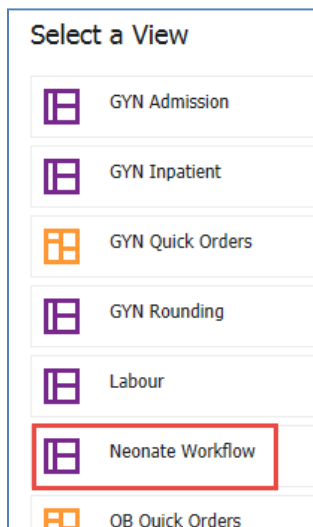 Select a View
GYN Admission
GYN Inpatient
GYN Quick Orders
GYN Rounding
Labour
Neonate Workflow
OB Quick Orders